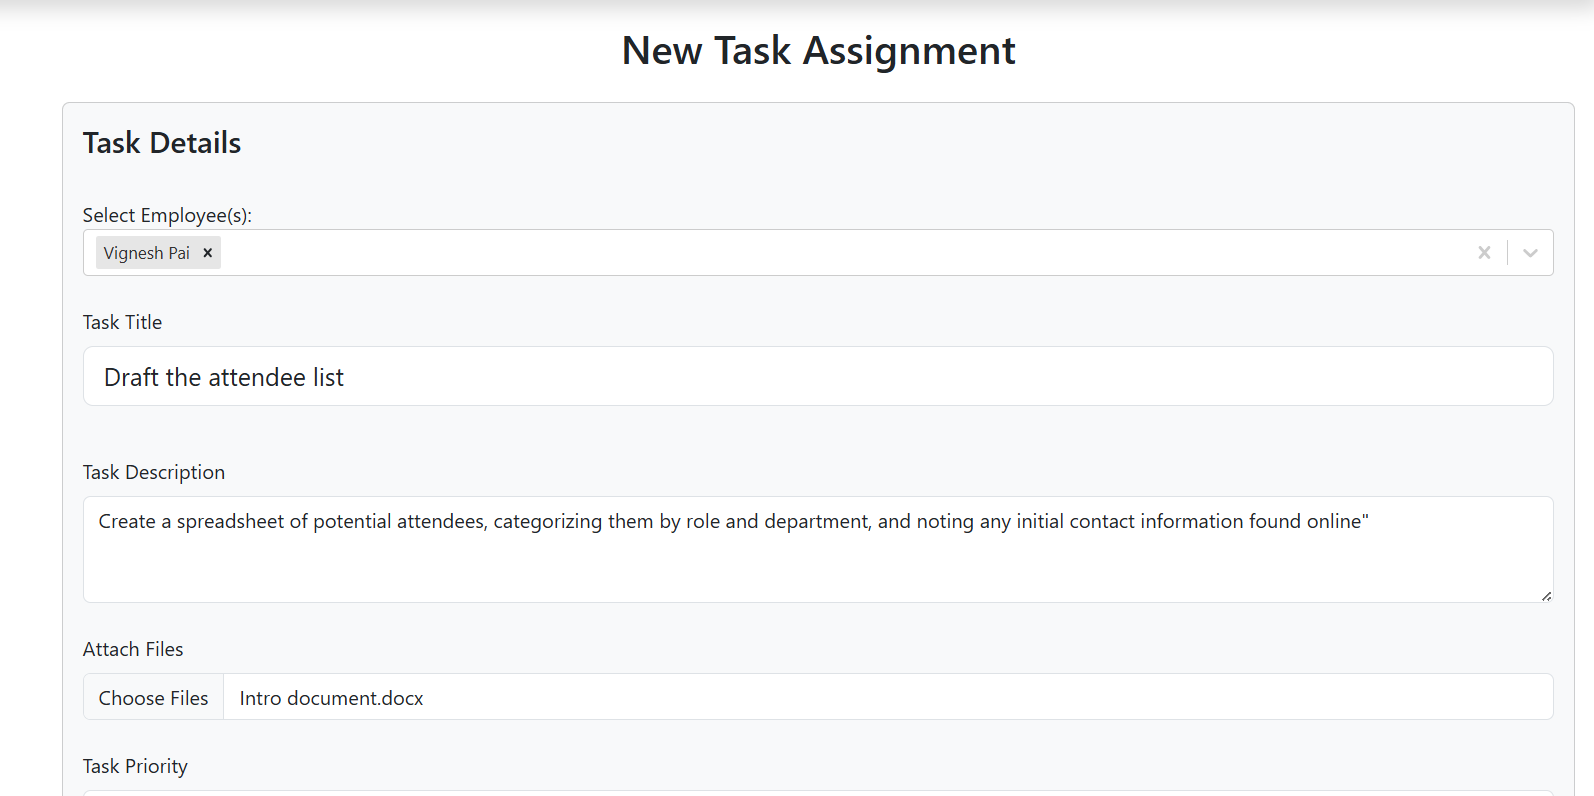 New Task Assignment
Task Details
Select Employee(s):
Vignesh Pai
Task Title
Draft the attendee list
Task Description
Create a spreadsheet of potential attendees, categorizing them by role and department, and noting any initial contact information found online"
Attach Files
Choose Files Intro document.docx
Task Priority